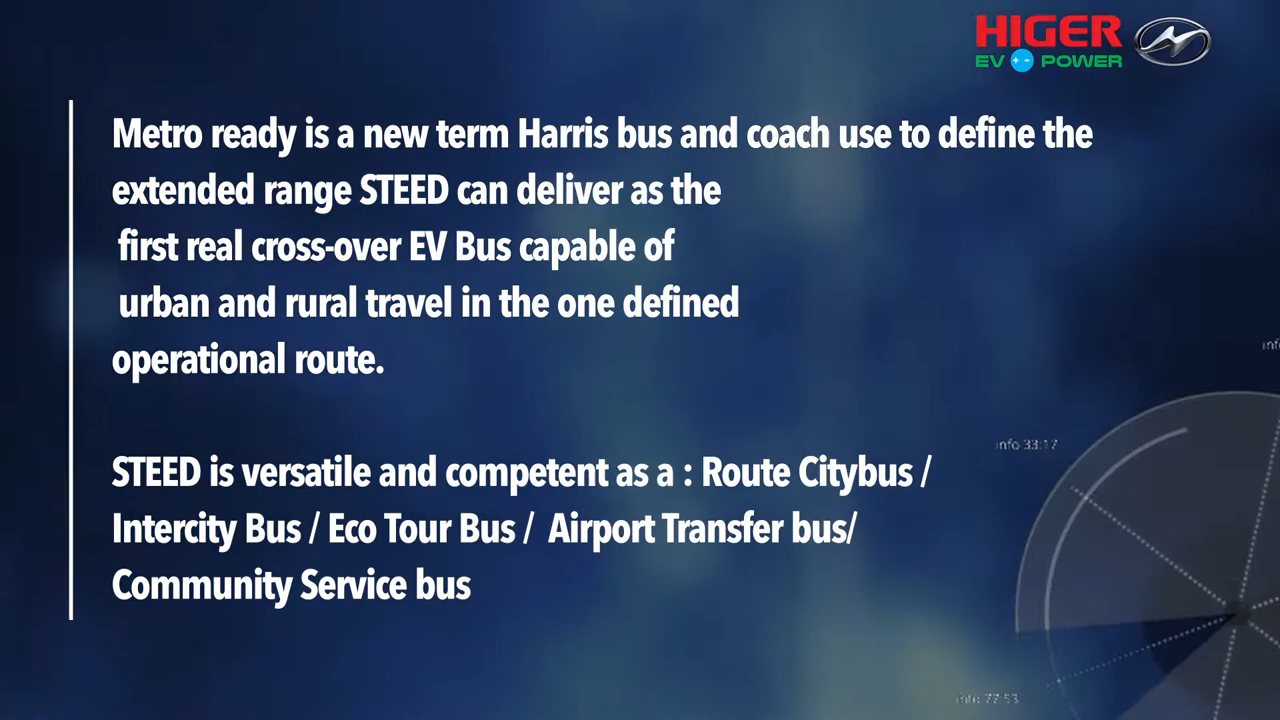 HIGER
EV POWER
Metro ready is a new term Harris bus and coach use to define the
extended range STEED can deliver as the
first real cross-over EV Bus capable of
urban and rural travel in the one defined
operational route.
STEED is versatile and competent as a : Route Citybus /
Intercity Bus / Eco Tour Bus / Airport Transfer bus/
Community Service bus
info 33:17
info 77:53